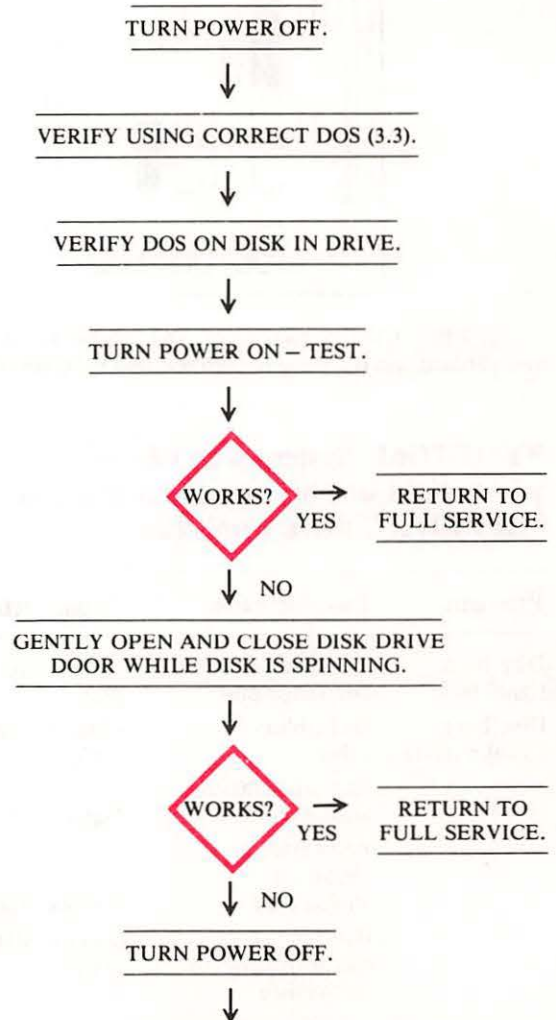 TURN POWER OFF.
VERIFY USING CORRECT DOS (3.3).
VERIFY DOS ON DISK IN DRIVE.
TURN POWER ON – TEST.
WORKS?
YES
RETURN TO
FULL SERVICE.
NO
GENTLY OPEN AND CLOSE DISK DRIVE
DOOR WHILE DISK IS SPINNING.
WORKS?
YES
RETURN TO
FULL SERVICE.
NO
TURN POWER OFF.